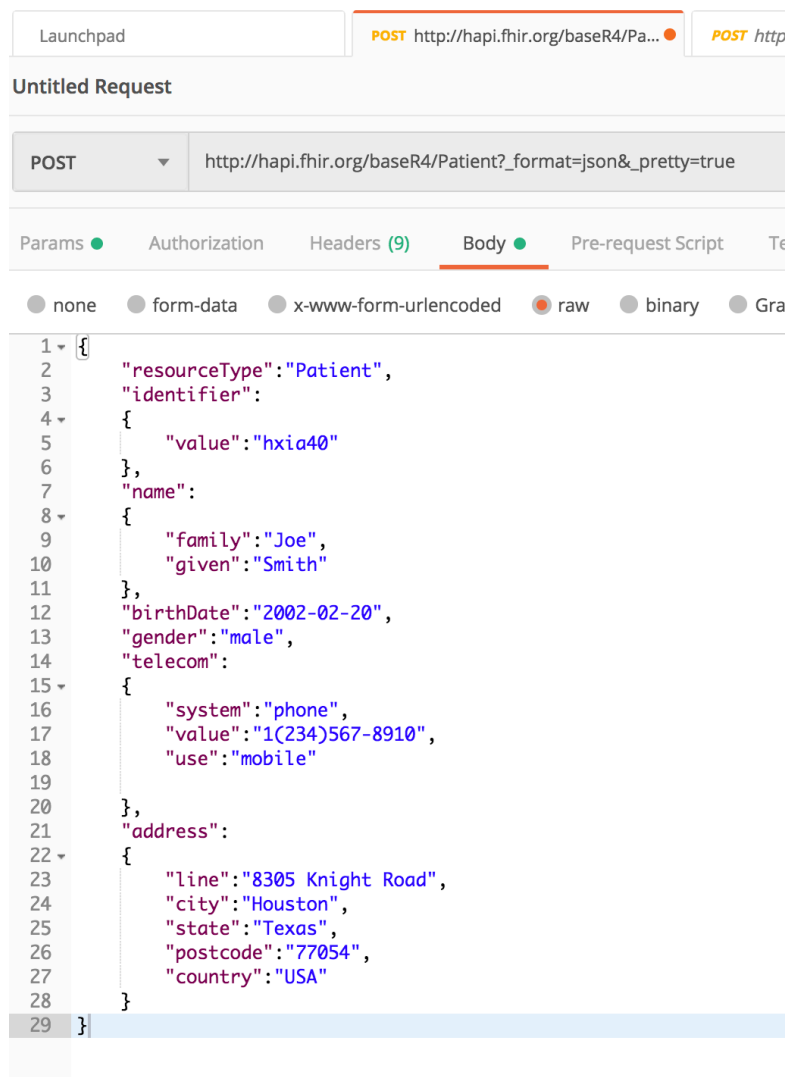 Launchpad
POST http://hapi.fhir.org/baseR4/Pa...
POST http
Untitled Request
POST http://hapi.fhir.org/baseR4/Patient?_format=json&_pretty=true
Params Authorization Headers (9) Body Pre-request Script Te
none form-data x-www-form-urlencoded raw binary Gra
1 {
2 "resourceType":"Patient",
3 "identifier":
4 {
5 "value":"hxia40"
6 },
7 "name":
8 {
9 "family":"Joe",
10 "given":"Smith"
11 },
12 "birthDate":"2002-02-20",
13 "gender":"male",
14 "telecom":
15 {
16 "system":"phone",
17 "value":"1(234)567-8910",
18 "use":"mobile"
19
20 },
21 "address":
22 {
23 "line":"8305 Knight Road",
24 "city":"Houston",
25 "state":"Texas",
26 "postcode":"77054",
27 "country":"USA"
28 }
29 }